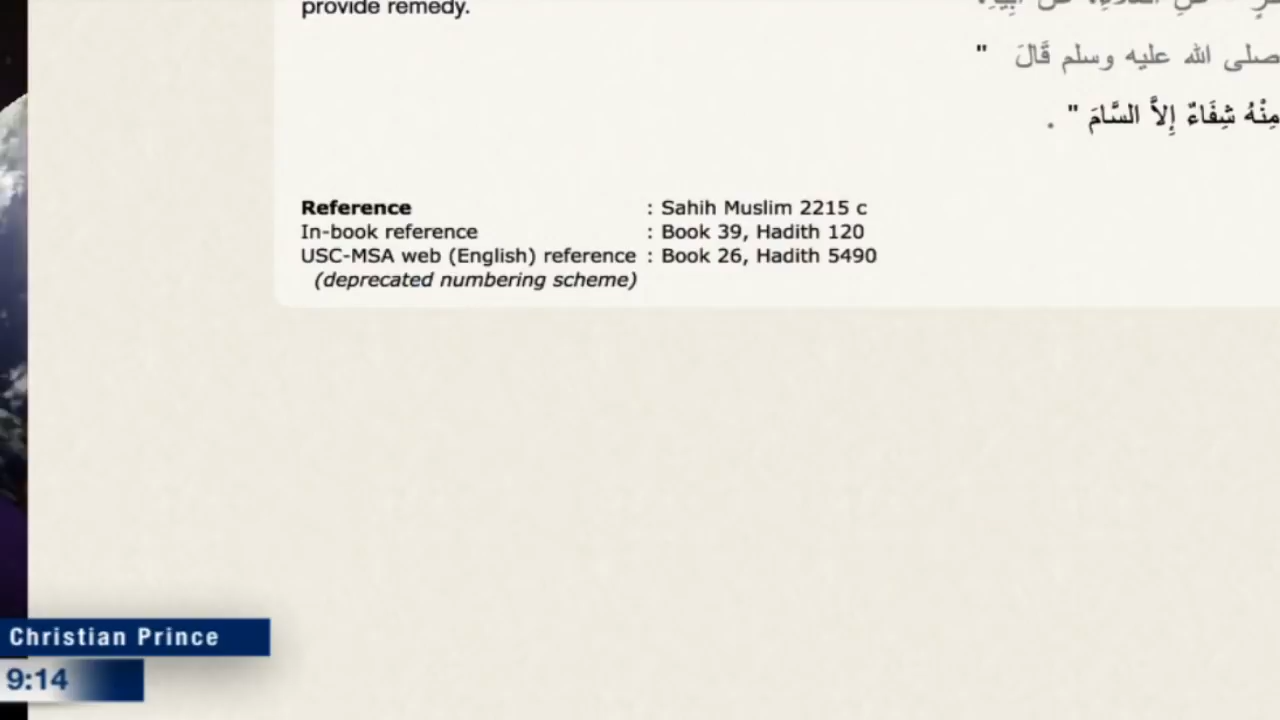 provide remedy.
صلى الله عليه وسلم قَالَ ‏"‏
مِنْهُ شِفَاءٌ إِلاَّ السَّامَ ‏"‏ ‏.‏
Reference : Sahih Muslim 2215 c
In-book reference : Book 39, Hadith 120
USC-MSA web (English) reference : Book 26, Hadith 5490
(deprecated numbering scheme)
Christian Prince
9:14